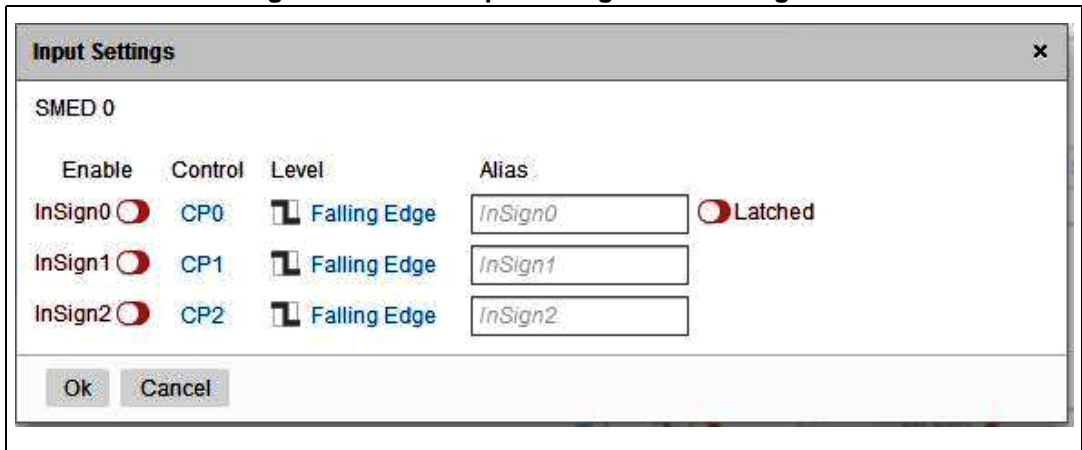 Input Settings ×
SMED 0
Enable Control Level Alias
InSign0 CP0 Falling Edge InSign0 Latched
InSign1 CP1 Falling Edge InSign1
InSign2 CP2 Falling Edge InSign2
Ok Cancel